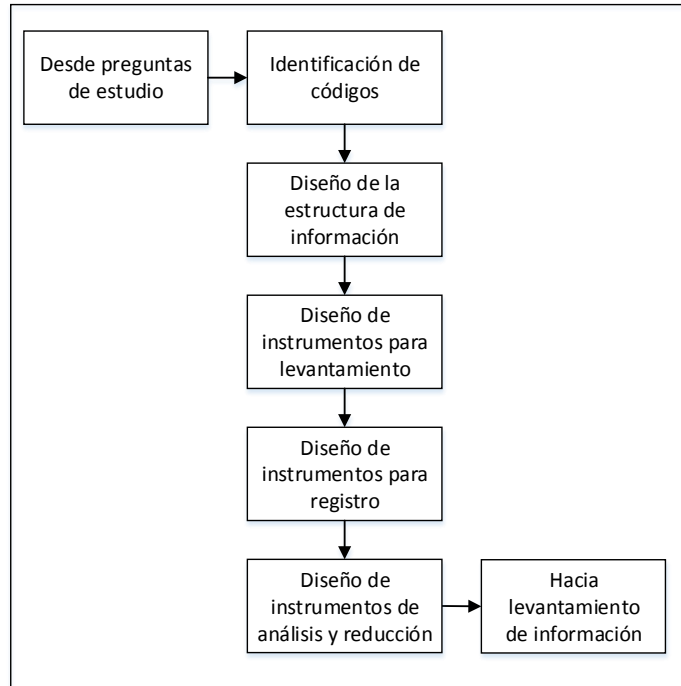 Desde preguntas
de estudio
Identificación de
códigos
Diseño de la
estructura de
información
Diseño de
instrumentos para
levantamiento
Diseño de
instrumentos para
registro
Diseño de
instrumentos de
análisis y reducción
Hacia
levantamiento
de información